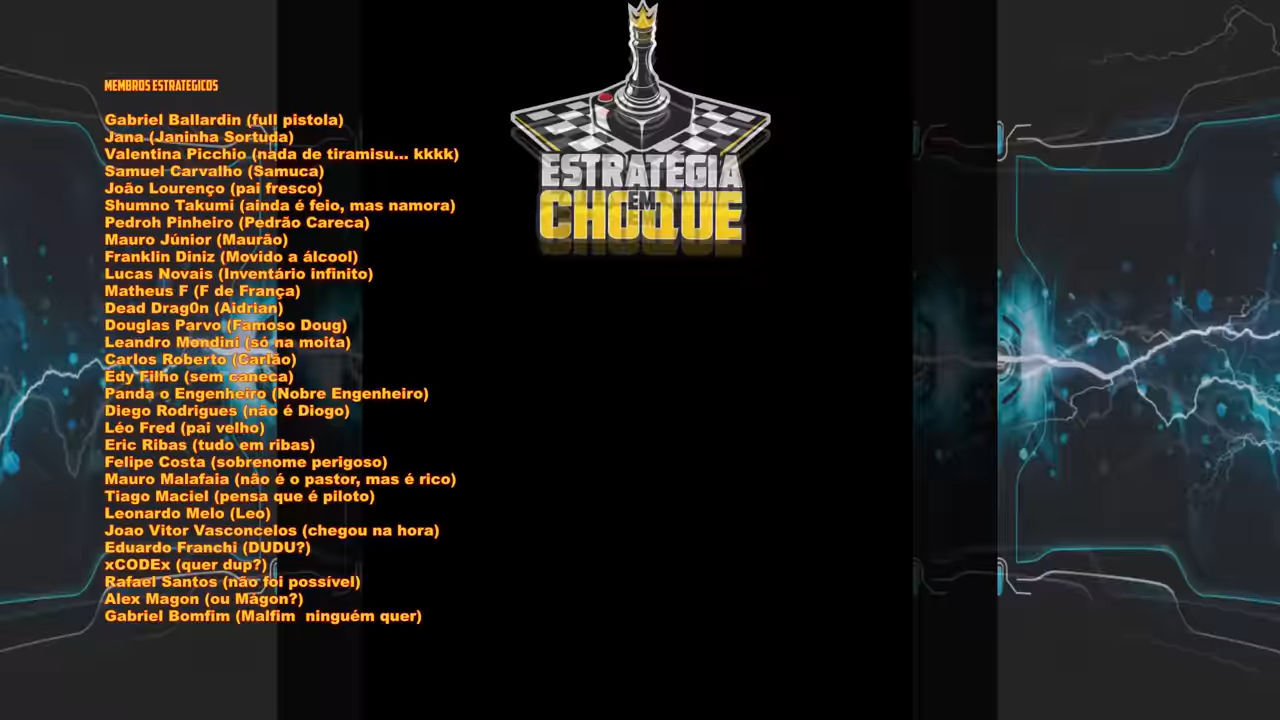 MEMBROS ESTRATEGICOS
Gabriel Ballardin (full pistola)
Jana (Janinha Sortuda)
Valentina Picchio (nada de tiramisu... kkkk)
Samuel Carvalho (Samuca)
João Lourenço (pai fresco)
Shumno Takumi (ainda é feio, mas namora)
Pedroh Pinheiro (Pedrão Careca)
Mauro Júnior (Maurão)
Franklin Diniz (Movido a álcool)
Lucas Novais (Inventário infinito)
Matheus F (F de França)
Dead Drag0n (Aidrian)
Douglas Parvo (Famoso Doug)
Leandro Mendini (só na moita)
Carlos Roberto (Carlão)
Edy Filho (sem caneca)
Panda o Engenheiro (Nobre Engenheiro)
Diego Rodrigues (não é Diogo)
Léo Fred (pai velho)
Eric Ribas (tudo em ribas)
Felipe Costa (sobrenome perigoso)
Mauro Malafaia (não é o pastor, mas é rico)
Tiago Maciel (pensa que é piloto)
Leonardo Melo (Leo)
Joao Vitor Vasconcelos (chegou na hora)
Eduardo Franchi (DUDU?)
xCODEx (quer dup?)
Rafael Santos (não foi possível)
Alex Magon (ou Mágon?)
Gabriel Bomfim (Malfim  ninguém quer)
ESTRATÉGIA
EM
CHOQUE